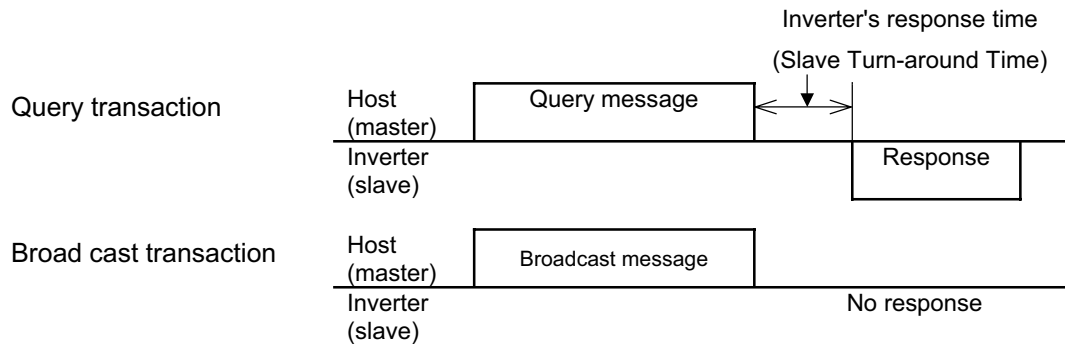 Inverter's response time
(Slave Turn-around Time)
Query transaction
Host
(master)
Query message
Inverter
(slave)
Response
Broad cast transaction
Host
(master)
Broadcast message
Inverter
(slave)
No response